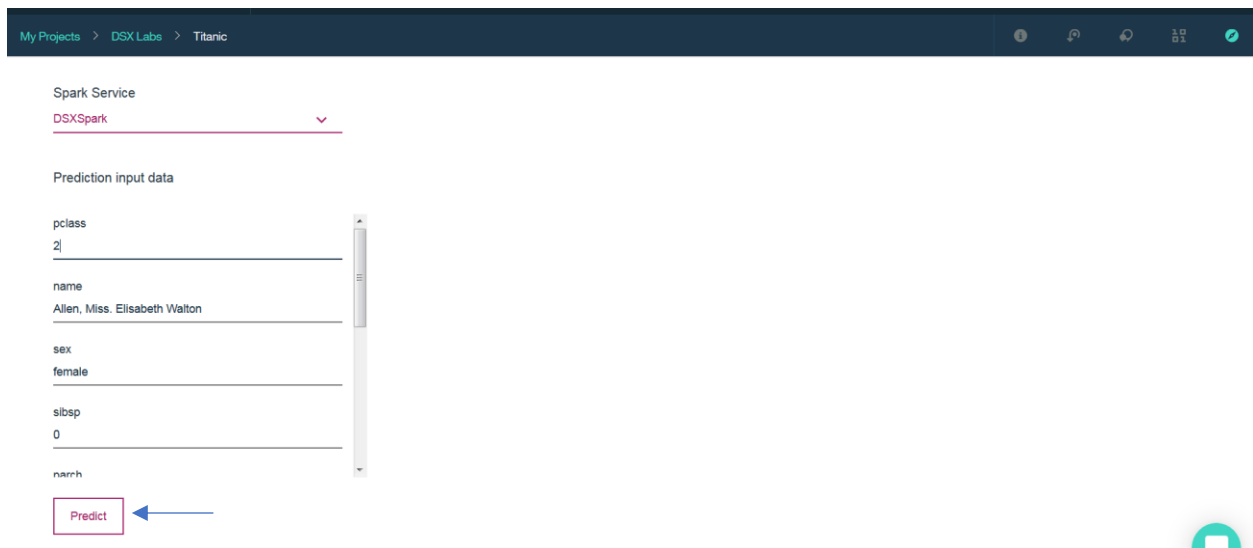 My Projects > DSX Labs > Titanic
Spark Service
DSXSpark
Prediction input data
pclass
2
name
Allen, Miss. Elisabeth Walton
sex
female
sibsp
0
parch
Predict